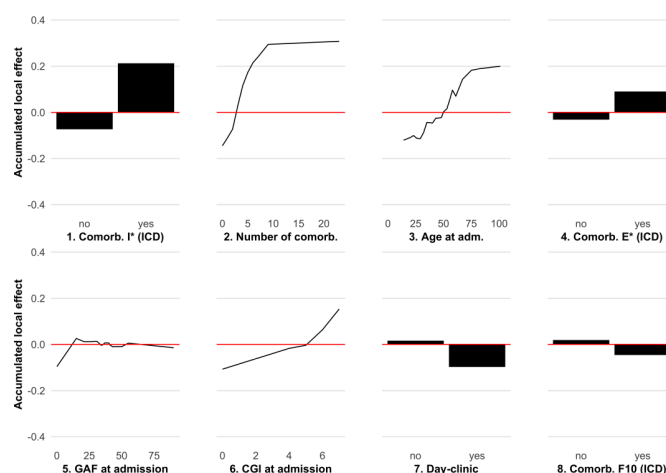 0.4
0.2
0.0
-0.2
-0.4
Accumulated local effect
no yes
1. Comorb. I* (ICD)
0 5 10 15 20
2. Number of comorb.
0 25 50 75 100
3. Age at adm.
no yes
4. Comorb. E* (ICD)
0.4
0.2
0.0
-0.2
-0.4
Accumulated local effect
0 25 50 75
5. GAF at admission
0 2 4 6
6. CGI at admission
no yes
7. Day-clinic
no yes
8. Comorb. F10 (ICD)